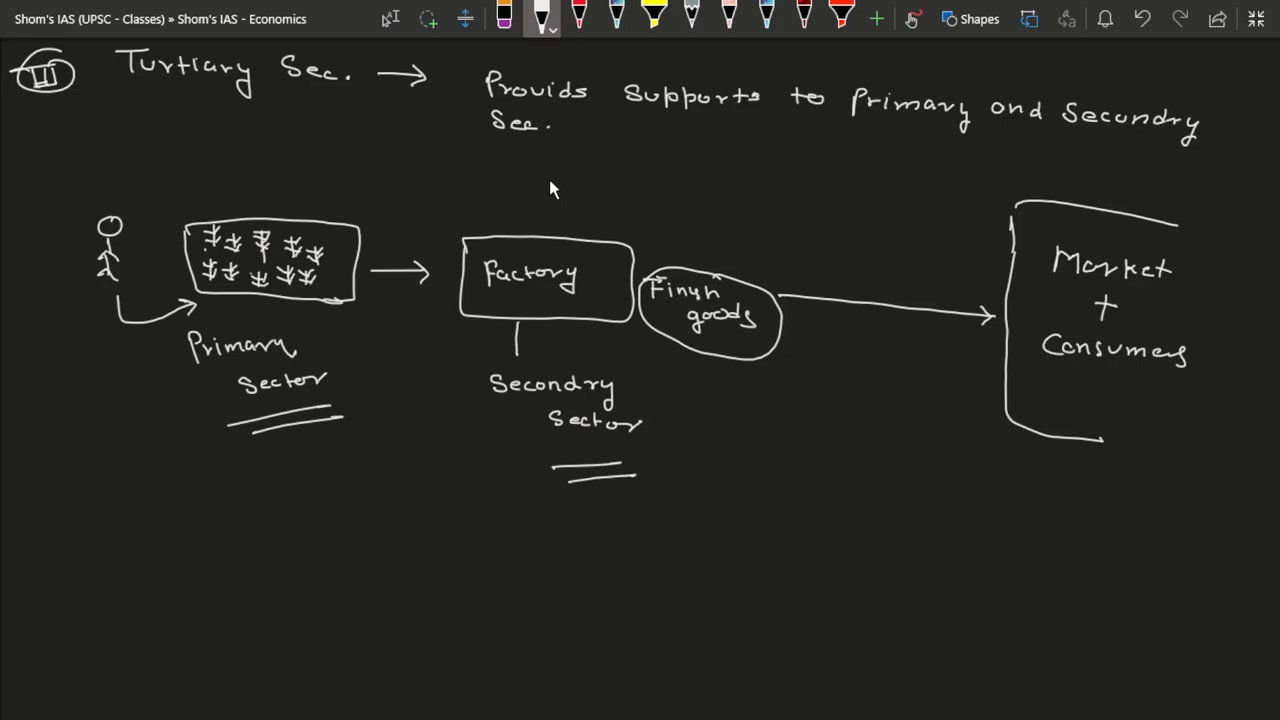 Shom's IAS (UPSC - Classes) » Shom's IAS - Economics
Shapes
III Turtiary Sec. → Provids Supports to Primary and Secondry
Sec.
Factory
Finish
goods
Market
+
Consumers
Primary
Sector
Secondry
Sector